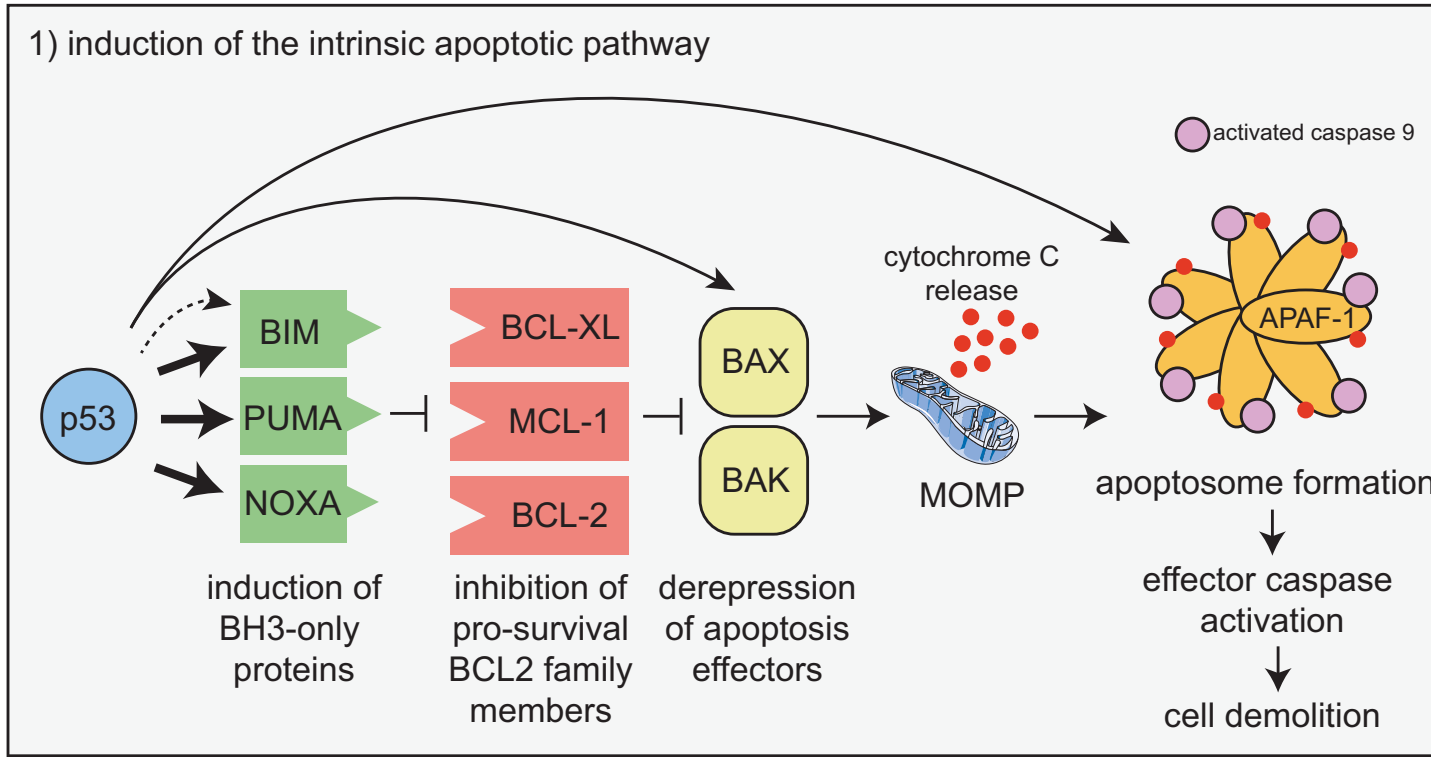 1) induction of the intrinsic apoptotic pathway
activated caspase 9
cytochrome C
release
APAF-1
p53
BIM
PUMA
NOXA
BCL-XL
MCL-1
BCL-2
BAX
BAK
MOMP
induction of
BH3-only
proteins
inhibition of
pro-survival
BCL2 family
members
derepression
of apoptosis
effectors
apoptosome formation
effector caspase
activation
cell demolition